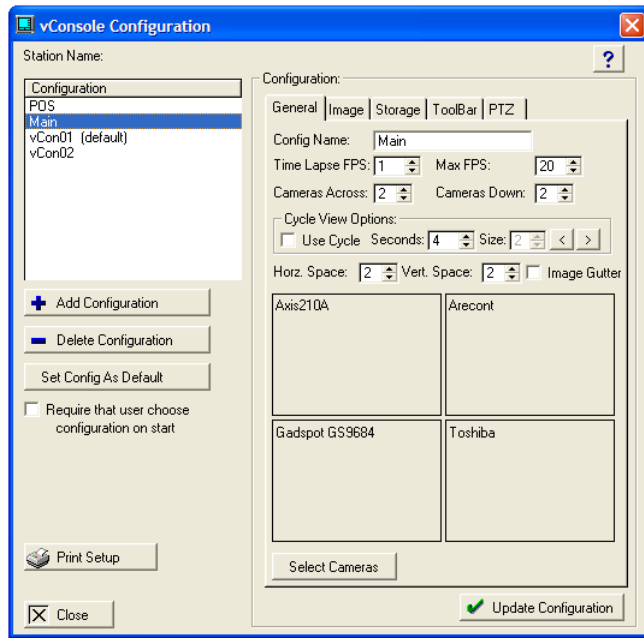 vConsole Configuration
Station Name:
?
Configuration
POS
Main
vCon01 (default)
vCon02
Add Configuration
Delete Configuration
Set Config As Default
Require that user choose
configuration on start
Print Setup
Close
Configuration:
General Image Storage ToolBar PTZ
Config Name: Main
Time Lapse FPS: 1 Max FPS: 20
Cameras Across: 2 Cameras Down: 2
Cycle View Options:
Use Cycle Seconds: 4 Size: 2 < >
Horz. Space: 2 Vert. Space: 2 Image Gutter
Axis210A Arecont
Gadspot GS9684 Toshiba
Select Cameras
Update Configuration